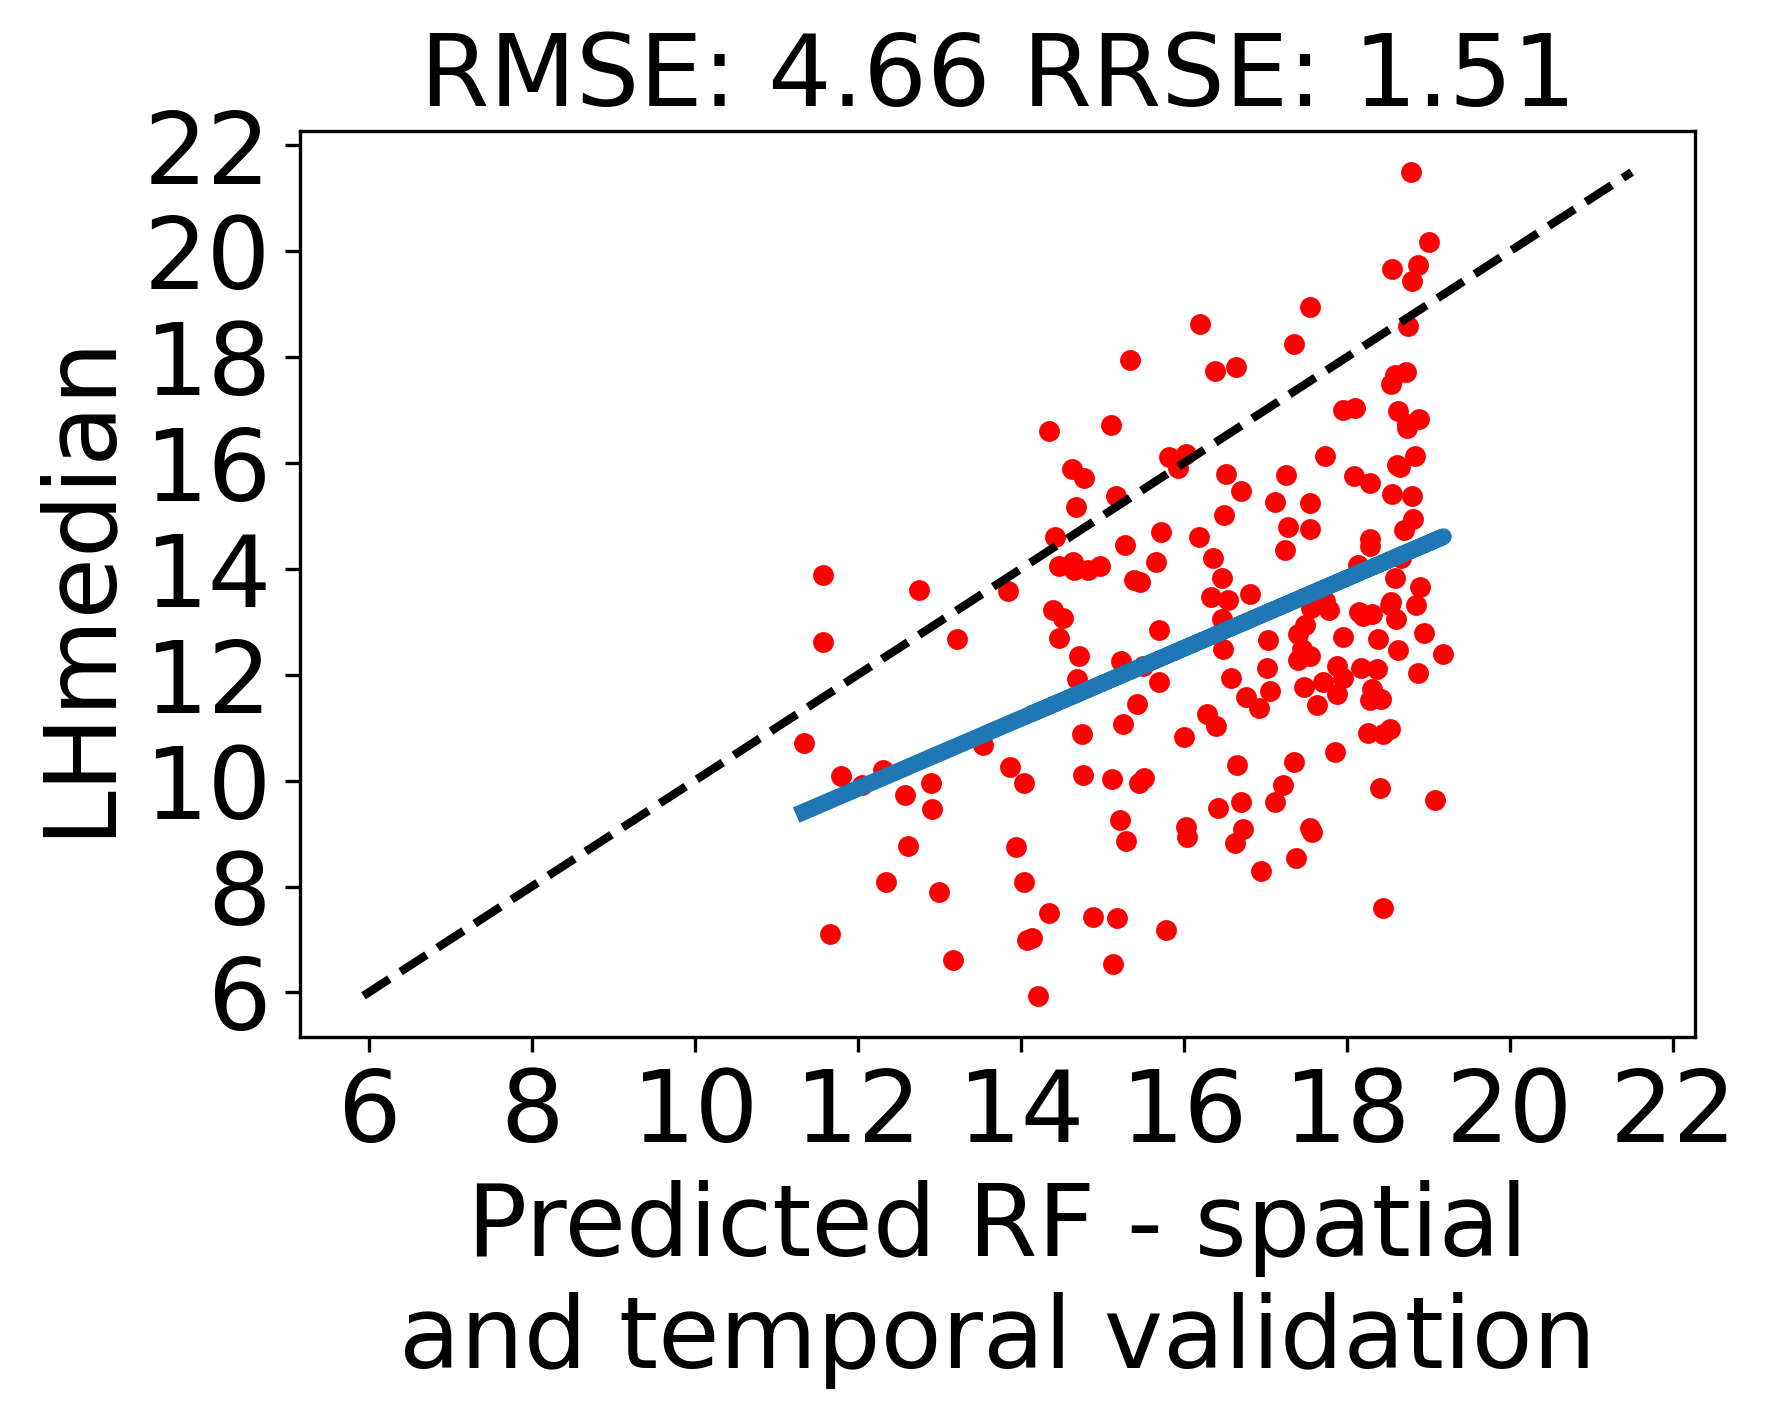 RMSE: 4.66 RRSE: 1.51
22
20
18
16
14
12
10
8
6
LHmedian
6 8 10 12 14 16 18 20 22
Predicted RF - spatial
and temporal validation